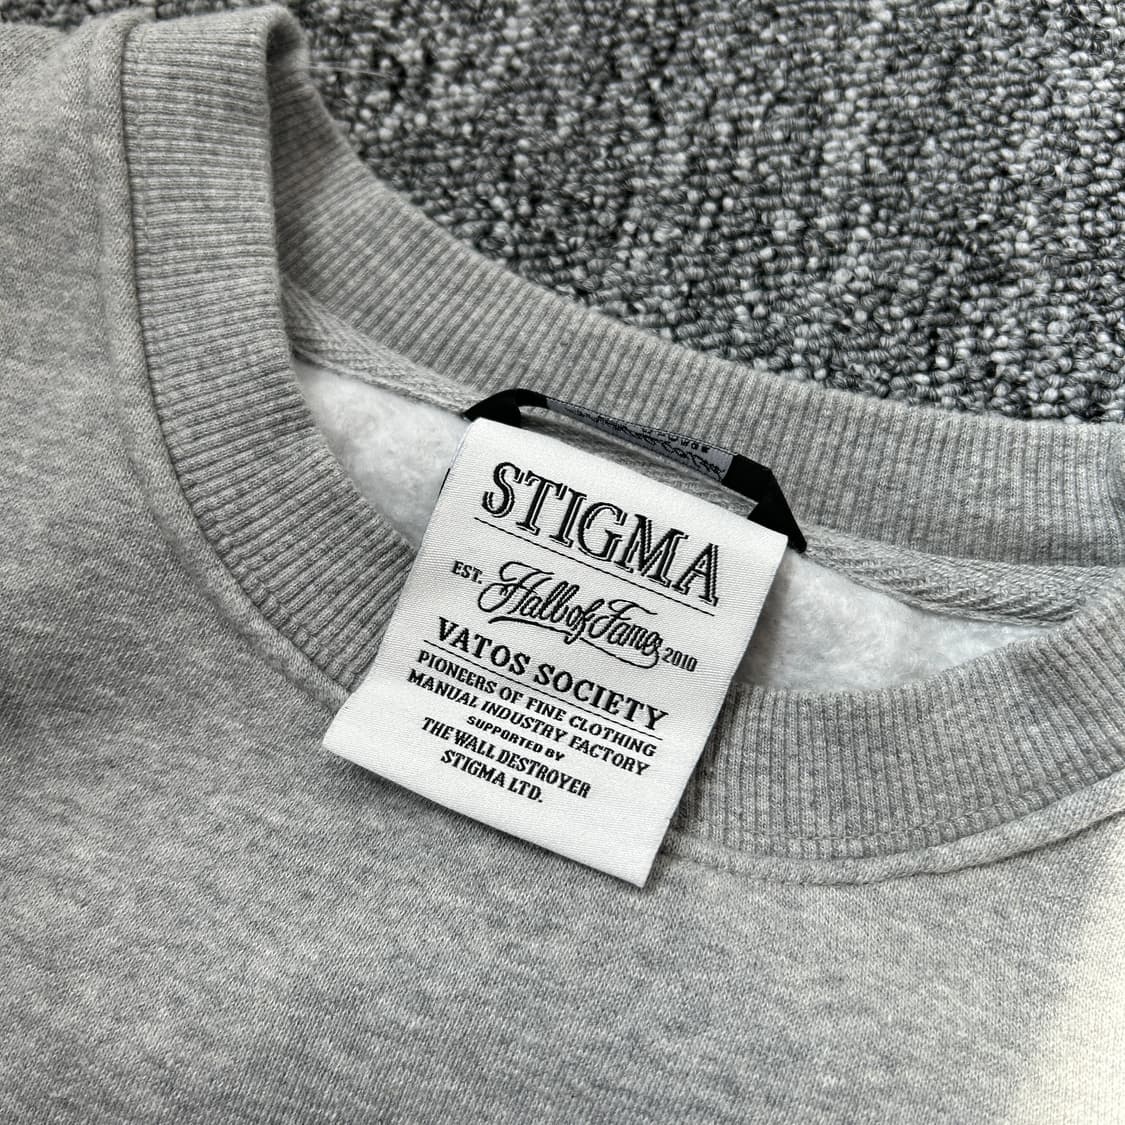 STIGMA
EST. Hall of Fame 2010
VATOS SOCIETY
PIONEERS OF FINE CLOTHING
MANUAL INDUSTRY FACTORY
SUPPORTED BY
THE WALL DESTROYER
STIGMA LTD.